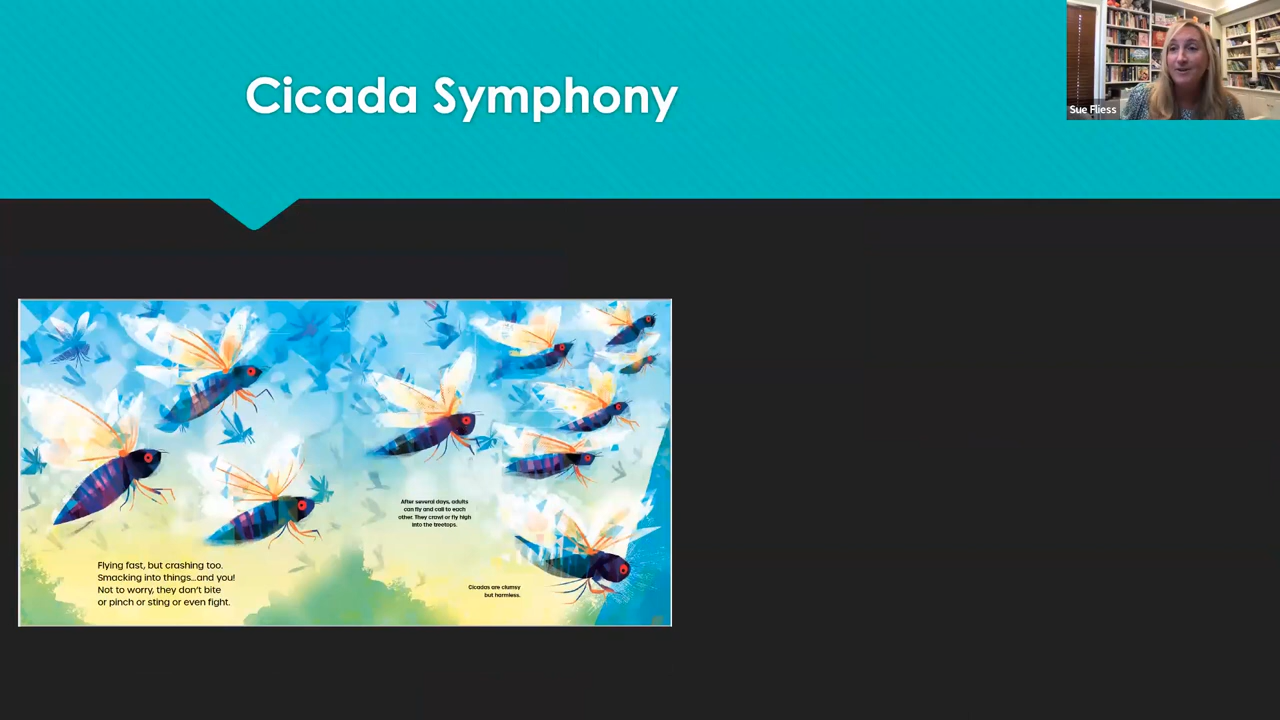 Cicada Symphony
Sue Fliess
After several days, adults
can fly and call to each
other. They crawl or fly high
into the treetops.
Flying fast, but crashing too.
Smacking into things...and you!
Not to worry, they don't bite
or pinch or sting or even fight.
Cicadas are clumsy
but harmless.